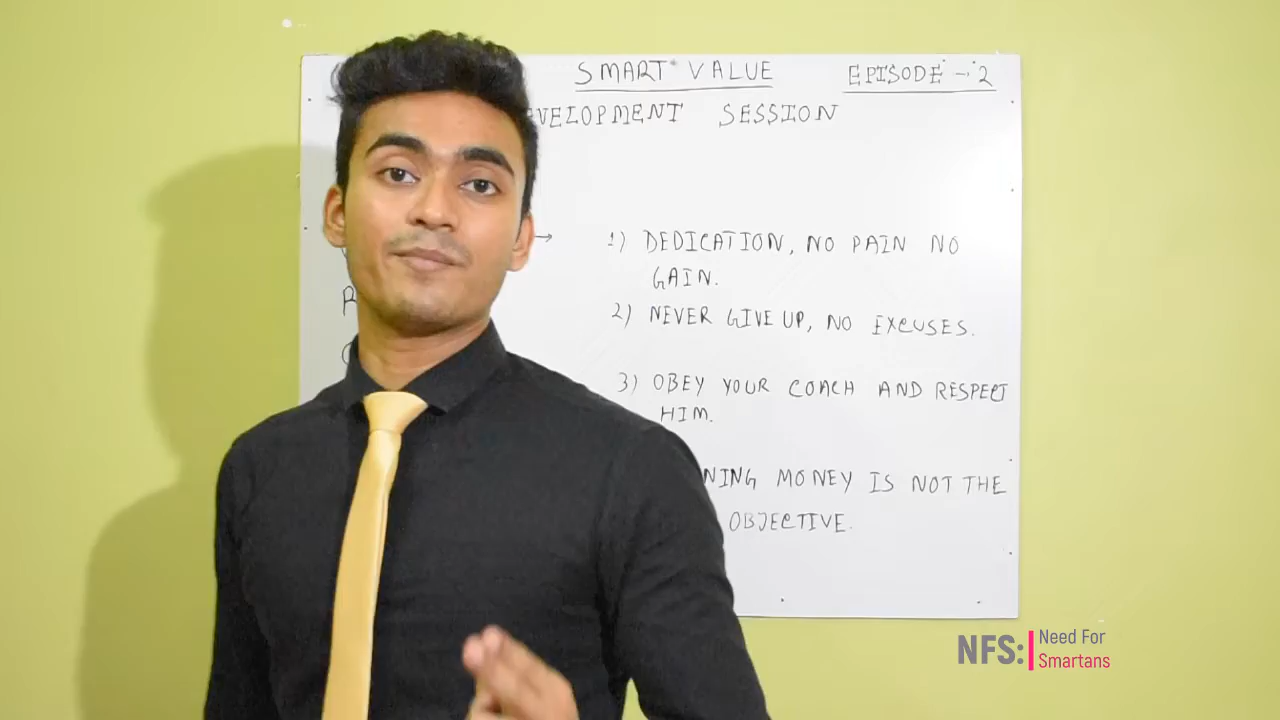 SMART VALUE EPISODE - 2
EVELOPMENT SESSION
→ 1) DEDICATION, NO PAIN NO
GAIN.
R
2) NEVER GIVE UP, NO EXCUSES.
3) OBEY YOUR COACH AND RESPECT
HIM.
NING MONEY IS NOT THE
OBJECTIVE.
NFS: Need For
Smartans